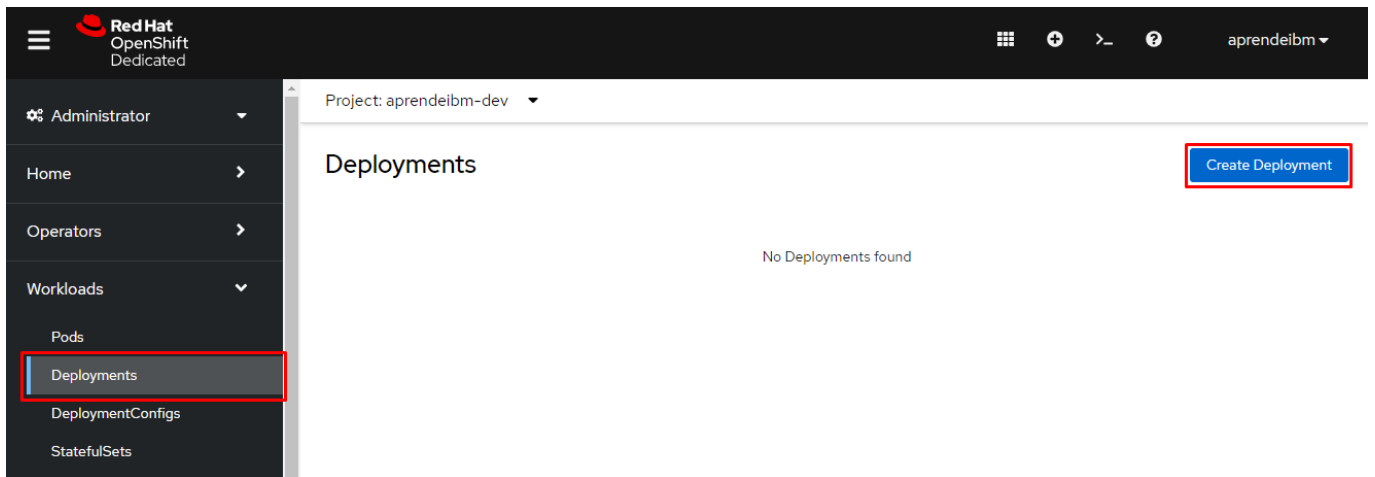 Red Hat
OpenShift
Dedicated
>_
?
aprendeibm
Administrator
Project: aprendeibm-dev
Home
Deployments
Create Deployment
Operators
No Deployments found
Workloads
Pods
Deployments
DeploymentConfigs
StatefulSets